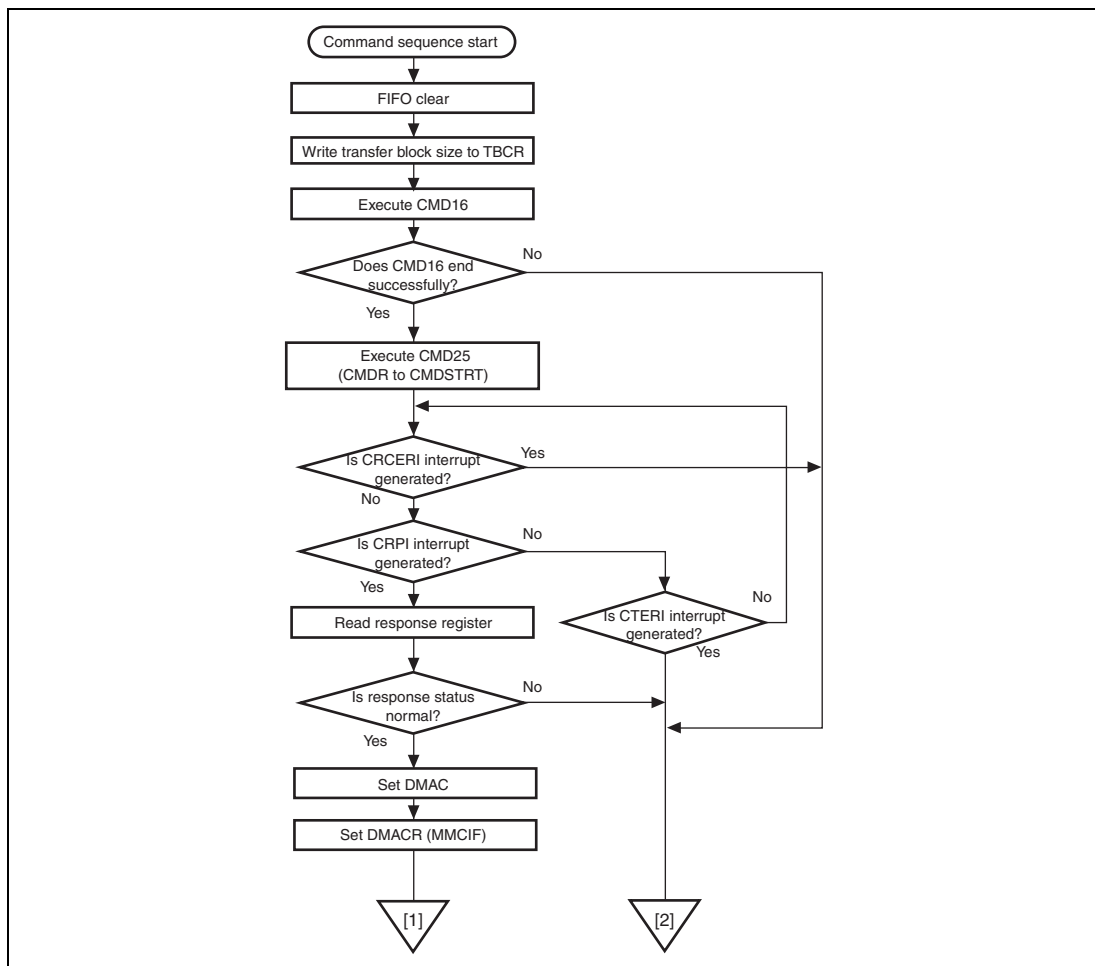 Command sequence start
FIFO clear
Write transfer block size to TBCR
Execute CMD16
Does CMD16 end
successfully?
No
Yes
Execute CMD25
(CMDR to CMDSTRT)
Is CRCERI interrupt
generated?
Yes
No
Is CRPI interrupt
generated?
No
Yes
Is CTERI interrupt
generated?
No
Yes
Read response register
Is response status
normal?
No
Yes
Set DMAC
Set DMACR (MMCIF)
[1]
[2]